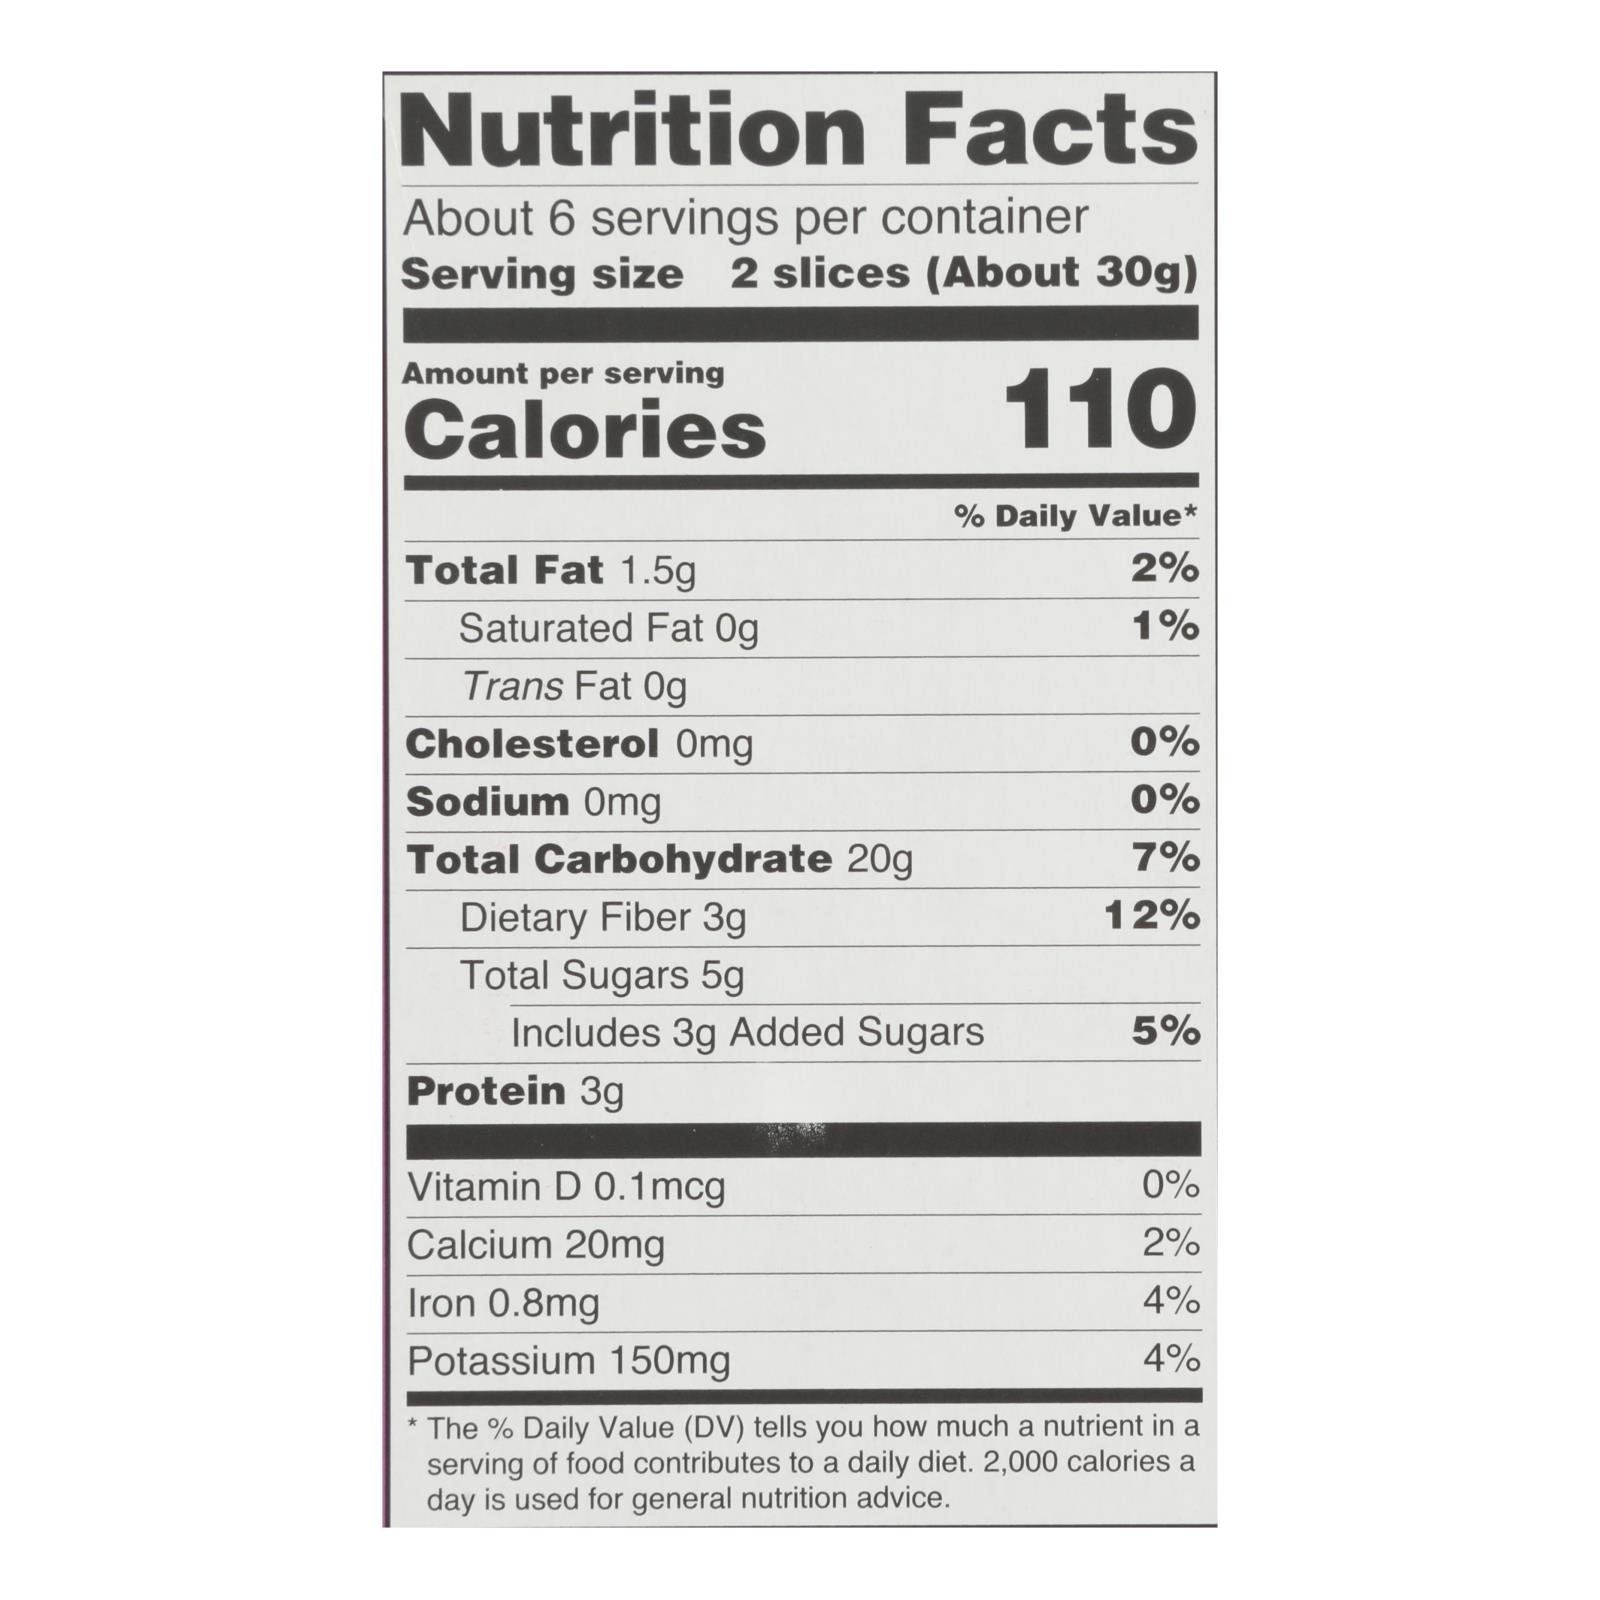 Nutrition Facts
About 6 servings per container
Serving size 2 slices (About 30g)
Amount per serving
Calories 110
% Daily Value*
Total Fat 1.5g 2%
Saturated Fat 0g 1%
Trans Fat 0g
Cholesterol 0mg 0%
Sodium 0mg 0%
Total Carbohydrate 20g 7%
Dietary Fiber 3g 12%
Total Sugars 5g
Includes 3g Added Sugars 5%
Protein 3g
Vitamin D 0.1mcg 0%
Calcium 20mg 2%
Iron 0.8mg 4%
Potassium 150mg 4%
* The % Daily Value (DV) tells you how much a nutrient in a
serving of food contributes to a daily diet. 2,000 calories a
day is used for general nutrition advice.